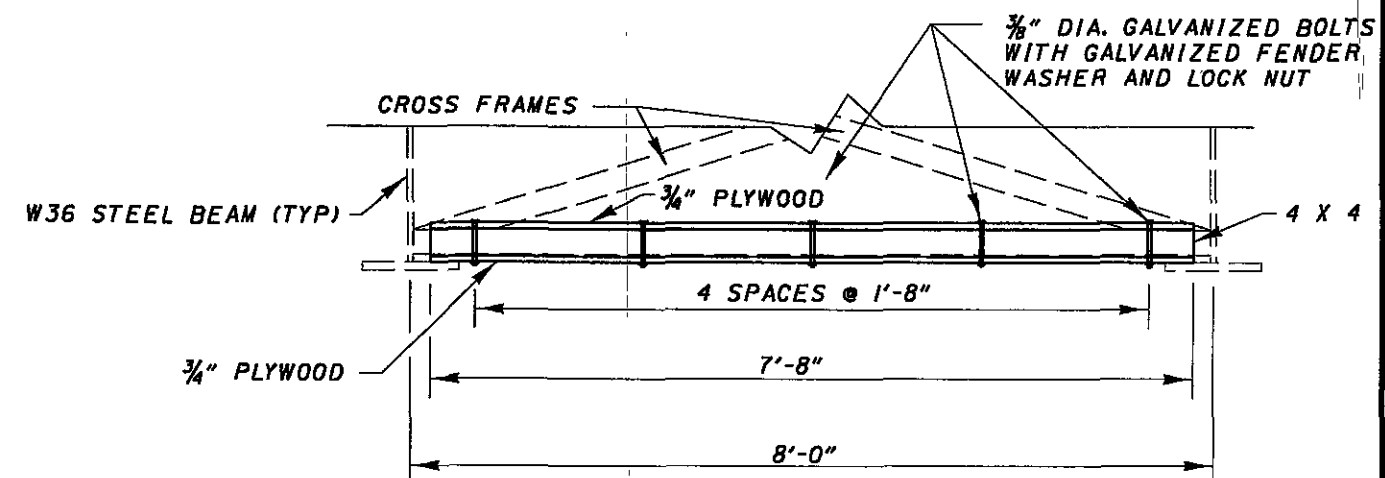 ⅜" DIA. GALVANIZED BOLTS
WITH GALVANIZED FENDER
WASHER AND LOCK NUT
CROSS FRAMES
¾" PLYWOOD
W36 STEEL BEAM (TYP)
4 X 4
4 SPACES @ 1'-8"
¾" PLYWOOD
7'-8"
8'-0"